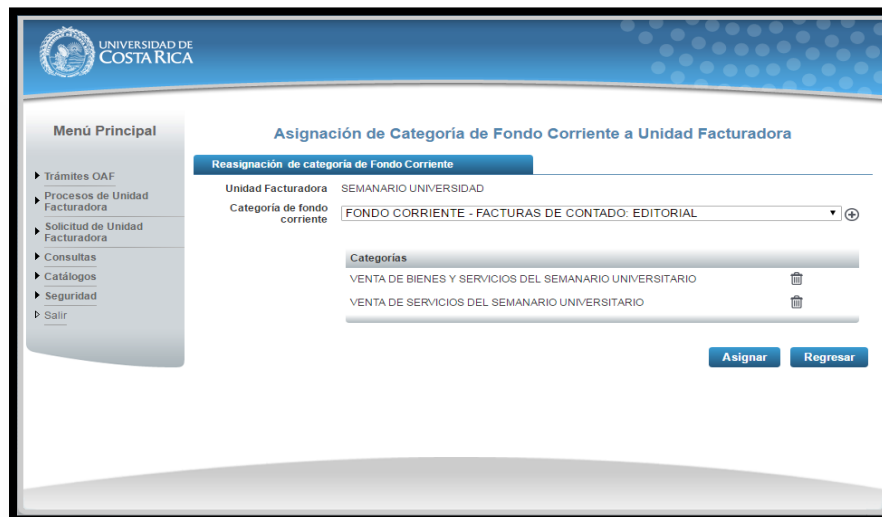 UNIVERSIDAD DE
COSTA RICA
Menú Principal
Trámites OAF
Procesos de Unidad
Facturadora
Solicitud de Unidad
Facturadora
Consultas
Catálogos
Seguridad
Salir
Asignación de Categoría de Fondo Corriente a Unidad Facturadora
Reasignación de categoría de Fondo Corriente
Unidad Facturadora SEMANARIO UNIVERSIDAD
Categoría de fondo
corriente FONDO CORRIENTE - FACTURAS DE CONTADO: EDITORIAL
Categorías
VENTA DE BIENES Y SERVICIOS DEL SEMANARIO UNIVERSITARIO
VENTA DE SERVICIOS DEL SEMANARIO UNIVERSITARIO
Asignar Regresar